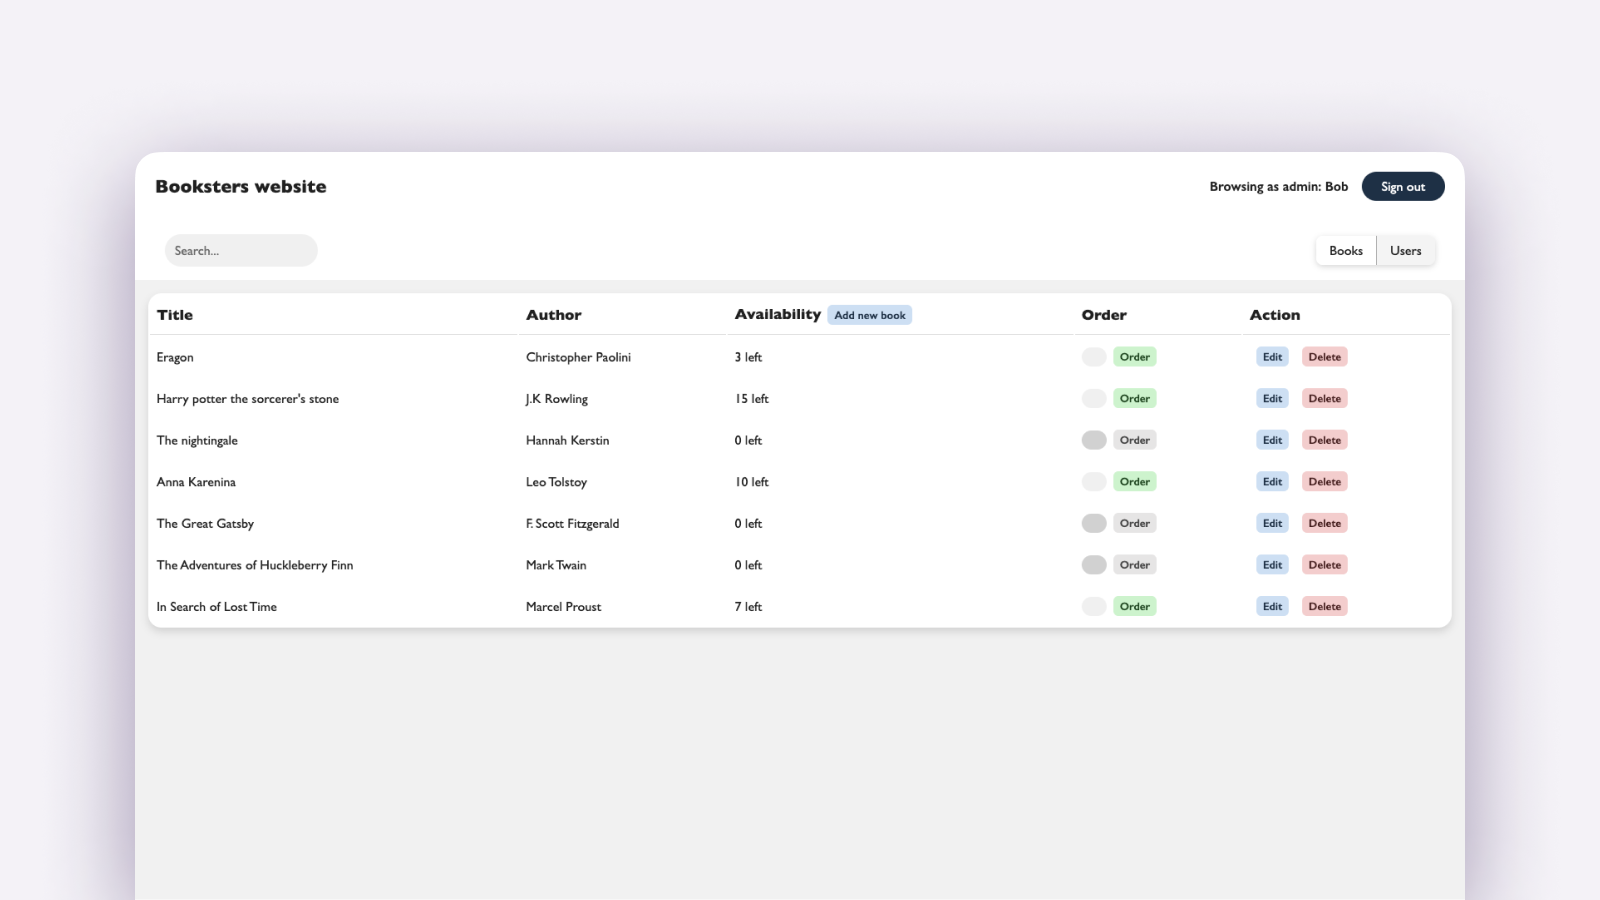 Booksters website Browsing as admin: Bob Sign out
Search... Books Users
Title Author Availability Add new book Order Action
Eragon Christopher Paolini 3 left Order Edit Delete
Harry potter the sorcerer's stone J.K Rowling 15 left Order Edit Delete
The nightingale Hannah Kerstin 0 left Order Edit Delete
Anna Karenina Leo Tolstoy 10 left Order Edit Delete
The Great Gatsby F. Scott Fitzgerald 0 left Order Edit Delete
The Adventures of Huckleberry Finn Mark Twain 0 left Order Edit Delete
In Search of Lost Time Marcel Proust 7 left Order Edit Delete